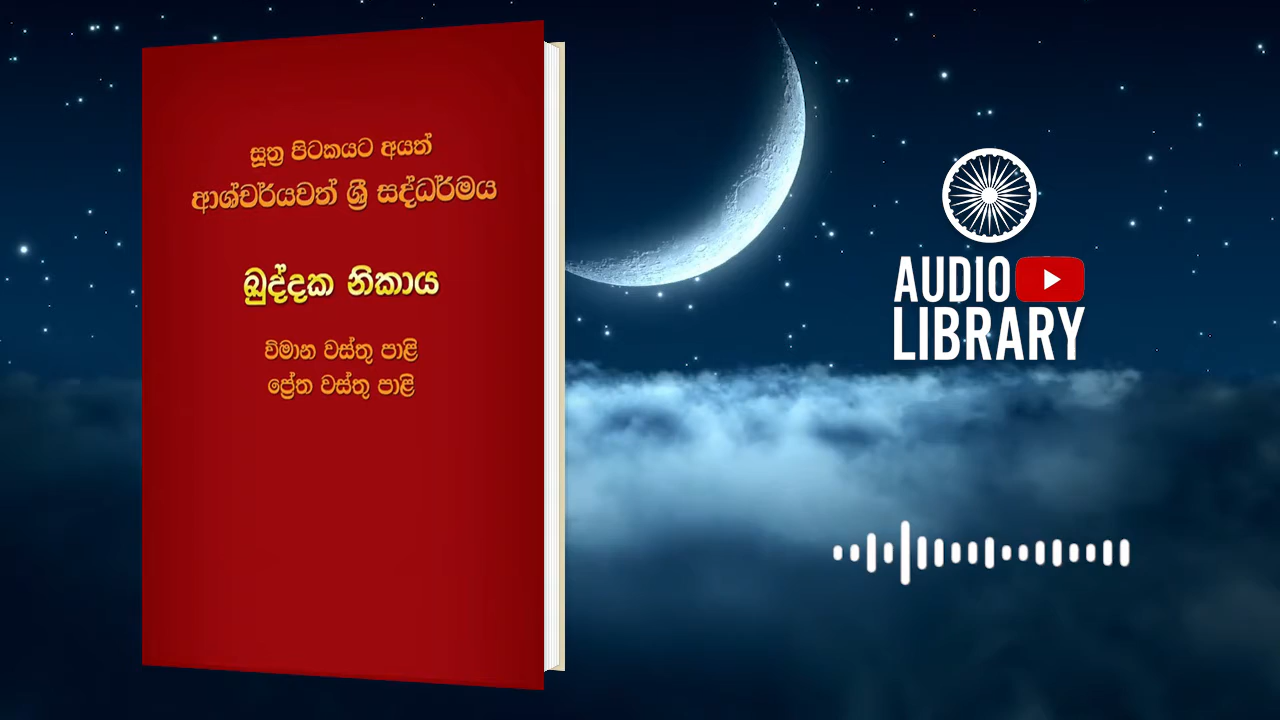 සූත්‍ර පිටකයට අයත්
ආශ්චර්යවත් ශ්‍රී සද්ධර්මය
ඛුද්දක නිකාය
විමාන වස්තු පාළි
ප්‍රේත වස්තු පාළි
AUDIO
LIBRARY